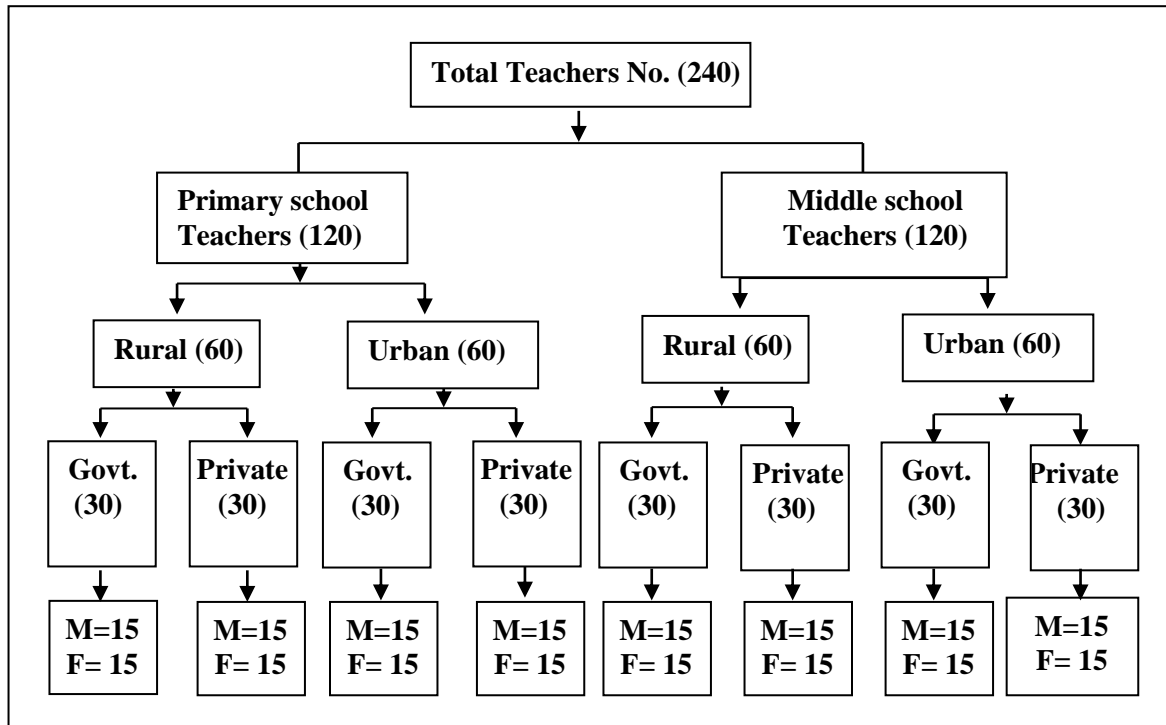 Total Teachers No. (240)
Primary school
Teachers (120)
Middle school
Teachers (120)
Rural (60)
Urban (60)
Rural (60)
Urban (60)
Govt.
(30)
Private
(30)
Govt.
(30)
Private
(30)
Govt.
(30)
Private
(30)
Govt.
(30)
Private
(30)
M=15
F= 15
M=15
F= 15
M=15
F= 15
M=15
F= 15
M=15
F= 15
M=15
F= 15
M=15
F= 15
M=15
F= 15